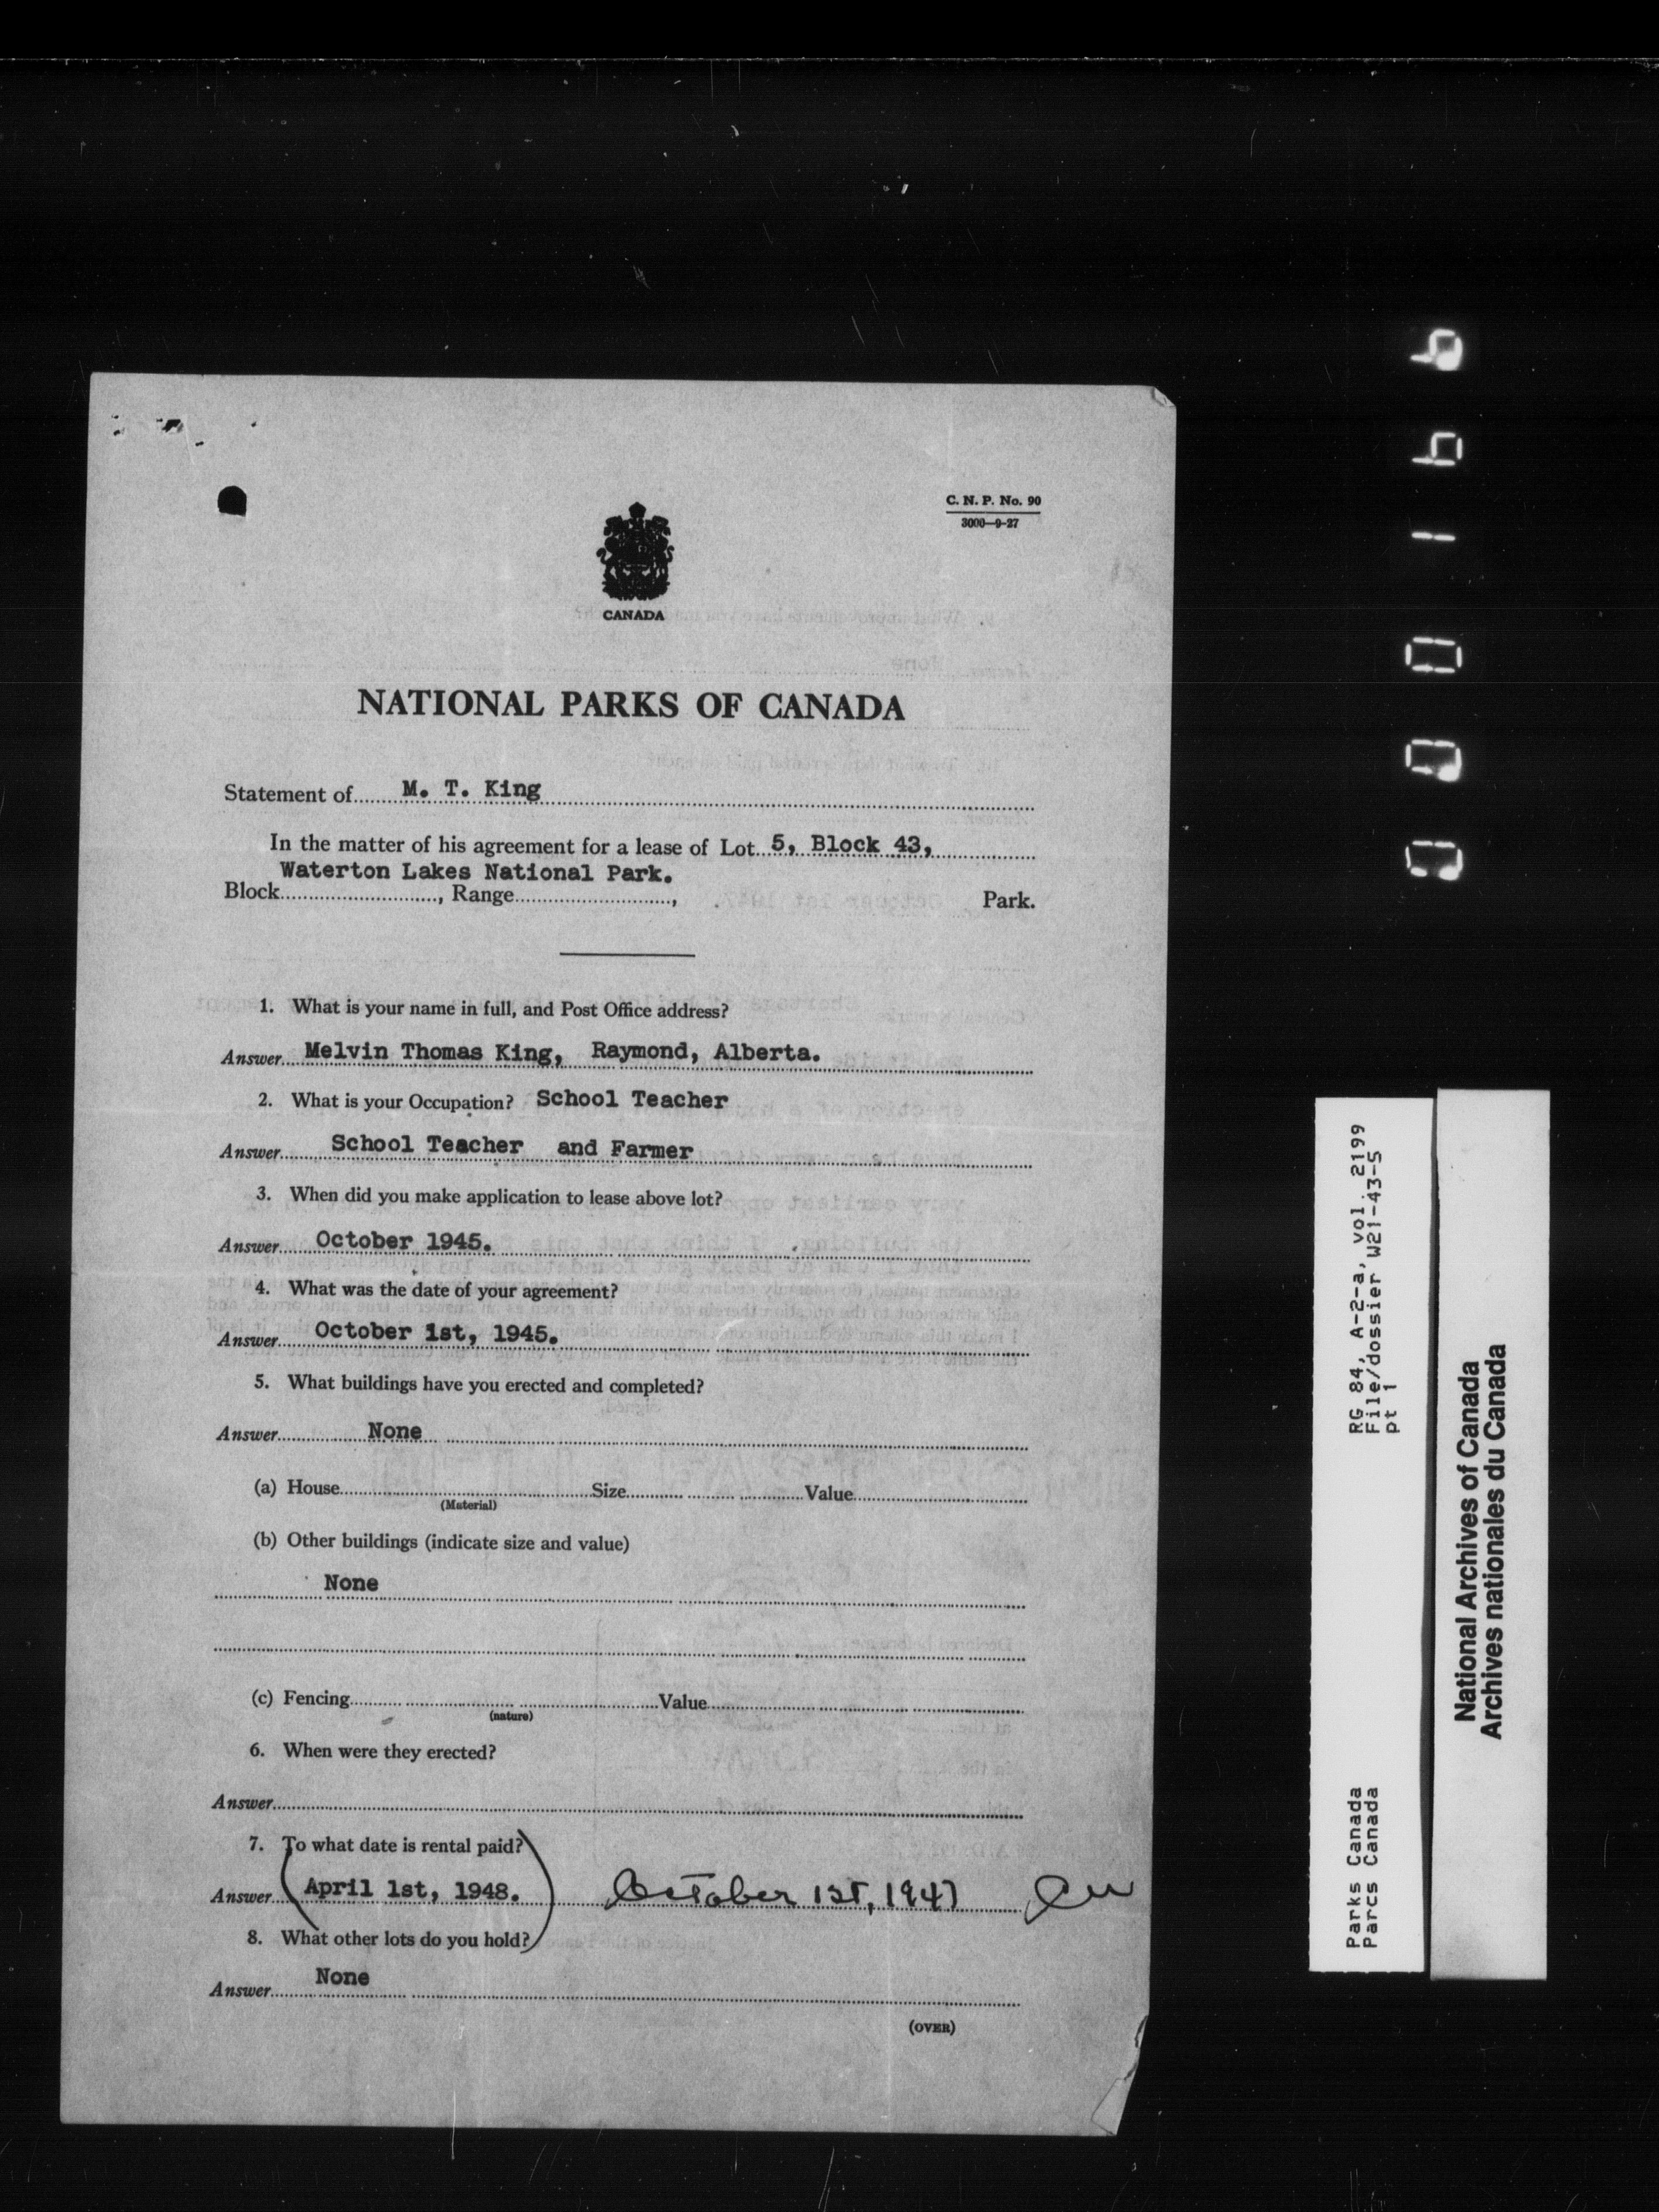 C. N. P. No. 90
3000—9-27
CANADA
NATIONAL PARKS OF CANADA
Statement of M. T. King
In the matter of his agreement for a lease of Lot 5, Block 43,
Waterton Lakes National Park.
Block, Range, Park.
1. What is your name in full, and Post Office address?
Answer Melvin Thomas King, Raymond, Alberta.
2. What is your Occupation? School Teacher
Answer School Teacher and Farmer
3. When did you make application to lease above lot?
Answer October 1945.
4. What was the date of your agreement?
Answer October 1st, 1945.
5. What buildings have you erected and completed?
Answer None
(a) House Size Value
(Material)
(b) Other buildings (indicate size and value)
None
(c) Fencing Value
(nature)
6. When were they erected?
Answer
7. To what date is rental paid?
Answer (April 1st, 1948.) October 1st, 1947
8. What other lots do you hold?
Answer None
(OVER)
Parks Canada
Parcs Canada
RG 84, A-2-a, vol. 2199
File/dossier W21-43-5
pt 1
National Archives of Canada
Archives nationales du Canada